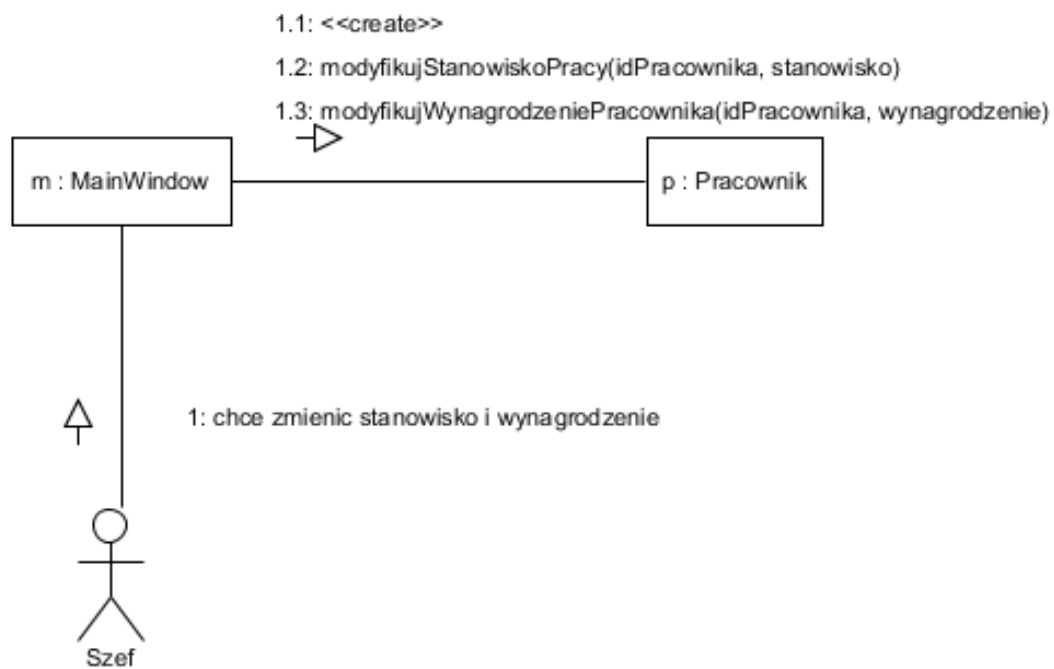 1.1: <<create>>
1.2: modyfikujStanowiskoPracy(idPracownika, stanowisko)
1.3: modyfikujWynagrodzeniePracownika(idPracownika, wynagrodzenie)
m : MainWindow
p : Pracownik
1: chce zmienic stanowisko i wynagrodzenie
Szef